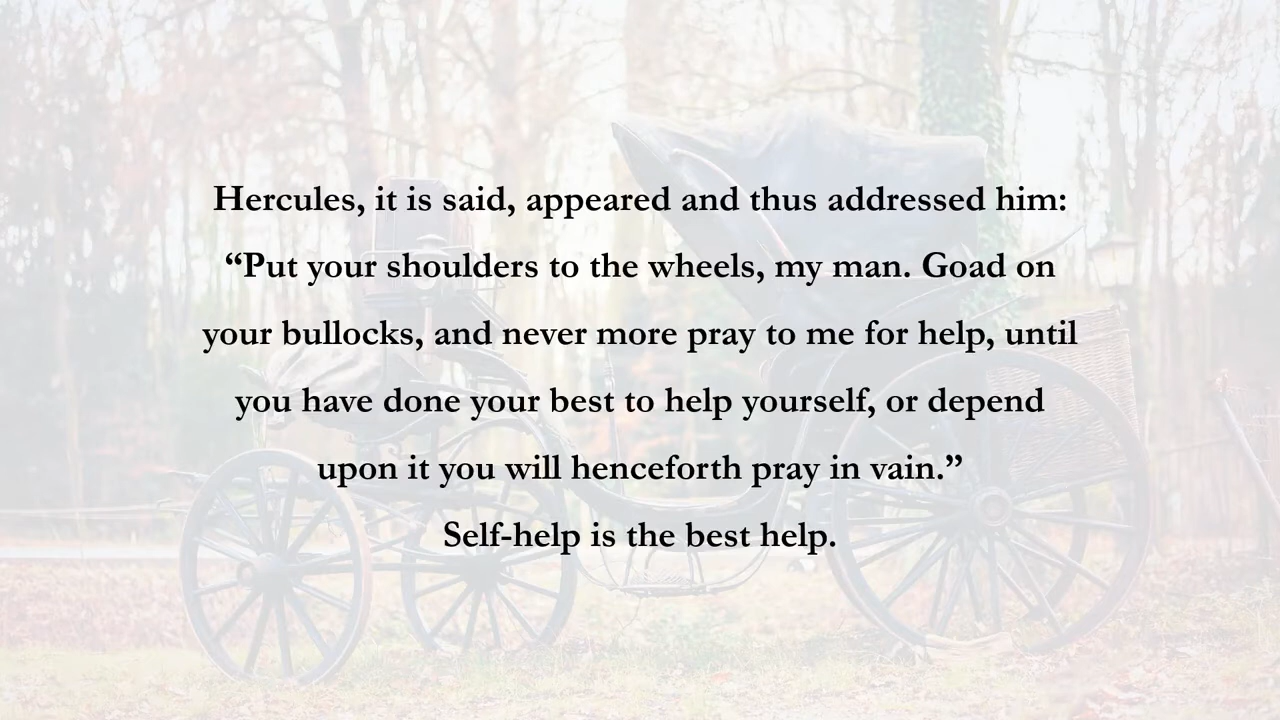 Hercules, it is said, appeared and thus addressed him:
“Put your shoulders to the wheels, my man. Goad on
your bullocks, and never more pray to me for help, until
you have done your best to help yourself, or depend
upon it you will henceforth pray in vain.”
Self-help is the best help.